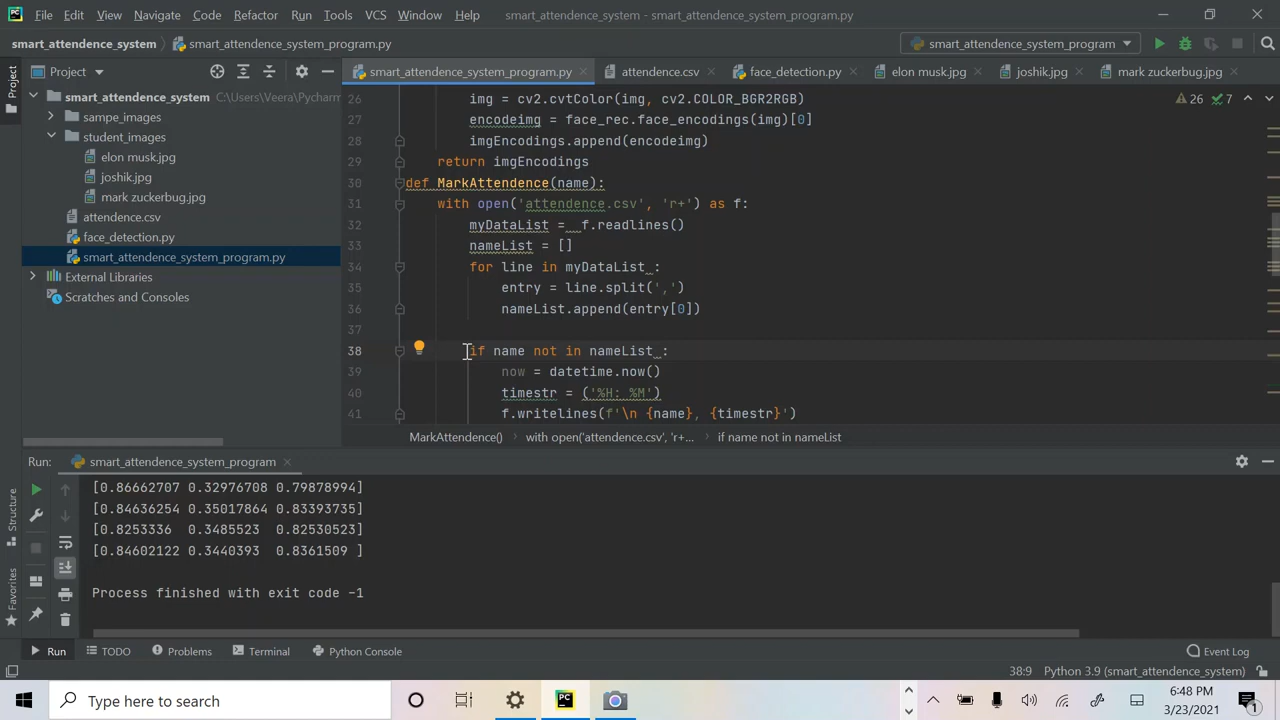 File Edit View Navigate Code Refactor Run Tools VCS Window Help smart_attendence_system - smart_attendence_system_program.py
smart_attendence_system smart_attendence_system_program.py smart_attendence_system_program
Project smart_attendence_system_program.py attendence.csv face_detection.py elon musk.jpg joshik.jpg mark zuckerbug.jpg
smart_attendence_system C:\Users\Veera\Pycharm
sampe_images
student_images
elon musk.jpg
joshik.jpg
mark zuckerbug.jpg
attendence.csv
face_detection.py
smart_attendence_system_program.py
External Libraries
Scratches and Consoles
26 img = cv2.cvtColor(img, cv2.COLOR_BGR2RGB)
27 encodeimg = face_rec.face_encodings(img)[0]
28 imgEncodings.append(encodeimg)
29 return imgEncodings
30 def MarkAttendence(name):
31 with open('attendence.csv', 'r+') as f:
32 myDataList = f.readlines()
33 nameList = []
34 for line in myDataList :
35 entry = line.split(',')
36 nameList.append(entry[0])
37
38 if name not in nameList :
39 now = datetime.now()
40 timestr = ('%H: %M')
41 f.writelines(f'\n {name}, {timestr}')
26 7
MarkAttendence() with open('attendence.csv', 'r+... if name not in nameList
Project
Structure
Favorites
Run: smart_attendence_system_program
[0.86662707 0.32976708 0.79878994]
[0.84636254 0.35017864 0.83393735]
[0.8253336 0.3485523 0.82530523]
[0.84602122 0.3440393 0.8361509 ]
Process finished with exit code -1
Run TODO Problems Terminal Python Console Event Log
38:9 Python 3.9 (smart_attendence_system)
Type here to search
6:48 PM
3/23/2021
1